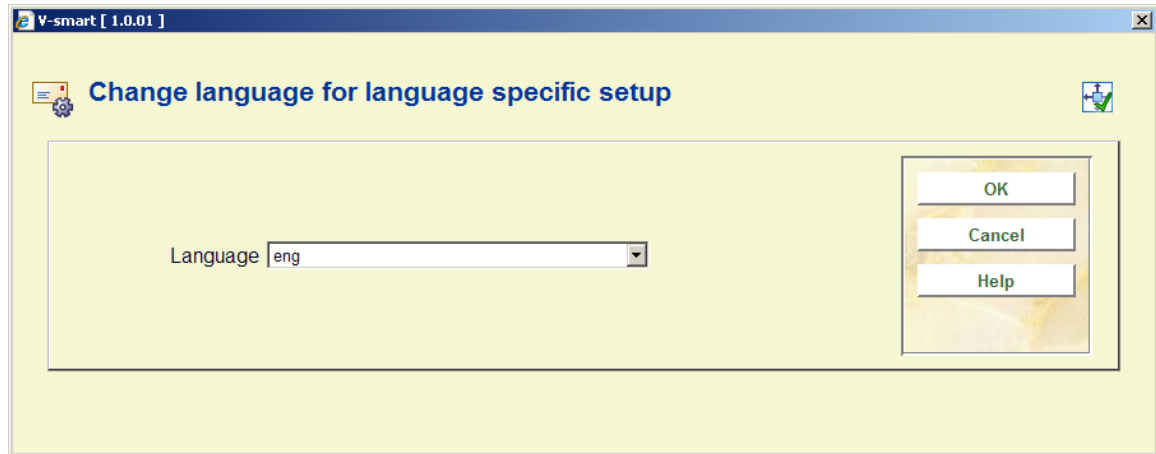 V-smart [ 1.0.01 ]
Change language for language specific setup
OK
Language eng
Cancel
Help